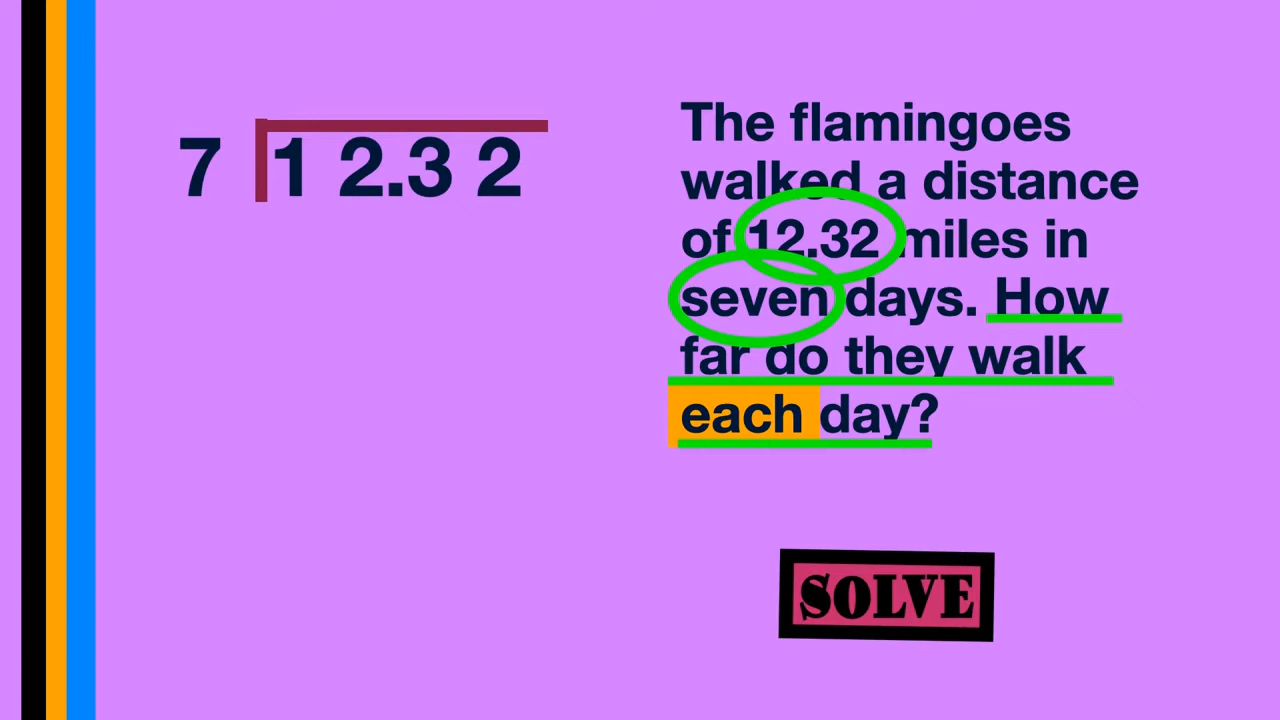 7 1 2.3 2
The flamingoes
walked a distance
of 12.32 miles in
seven days. How
far do they walk
each day?
SOLVE